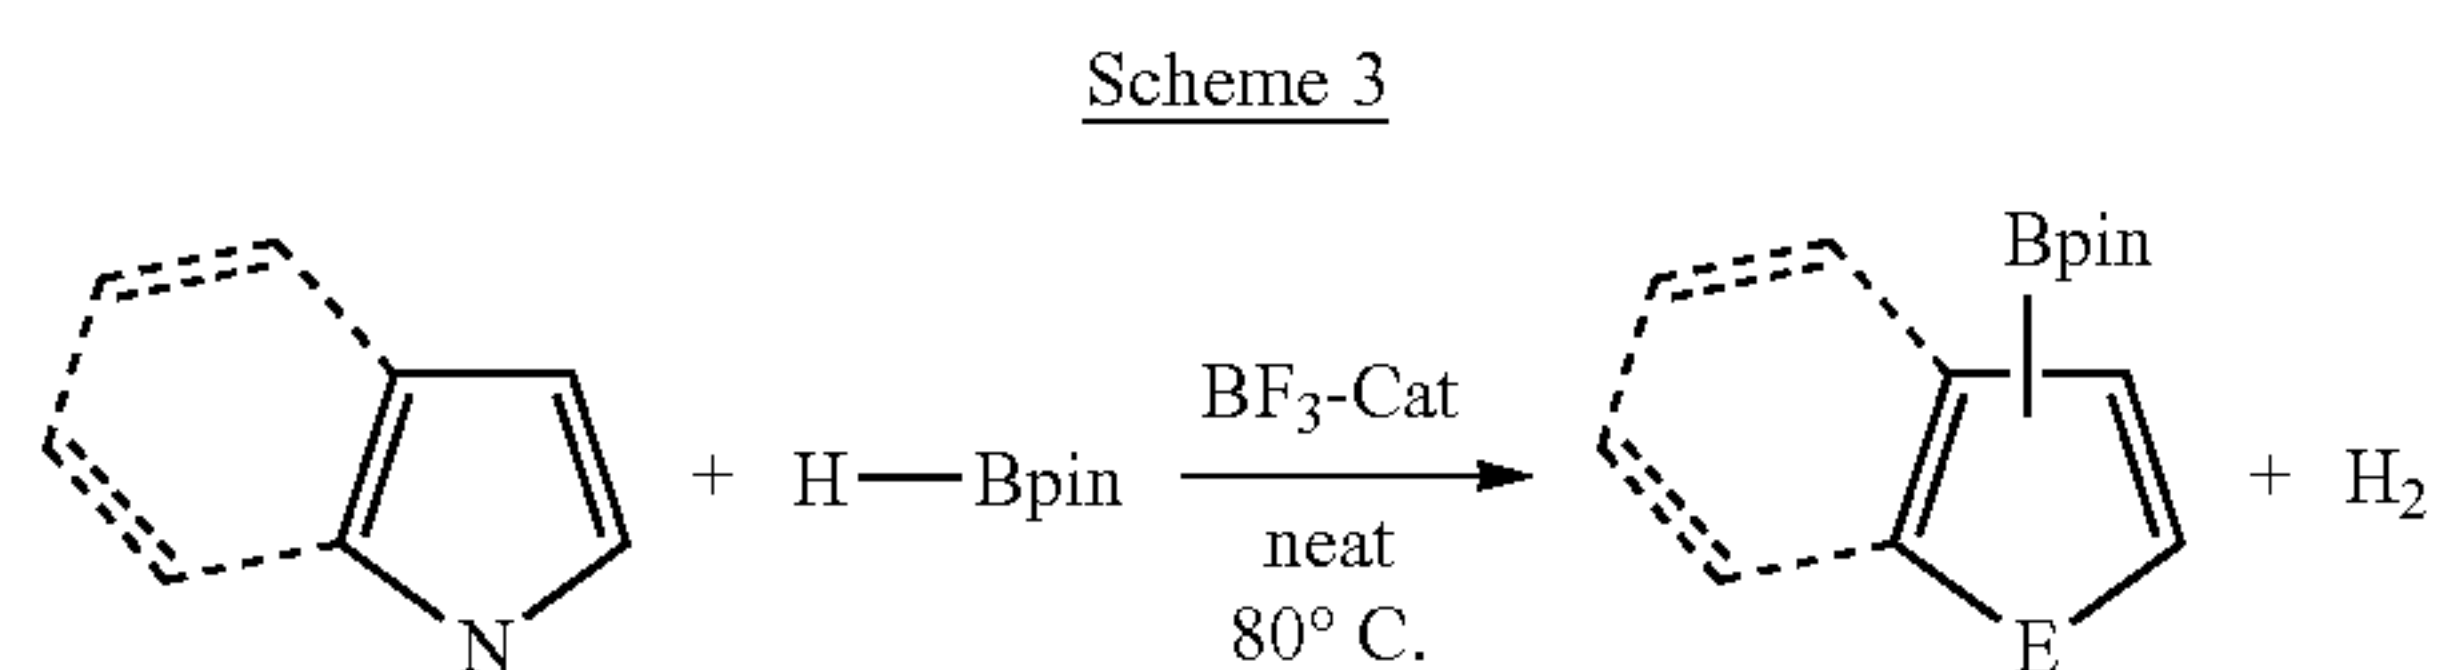 Scheme 3
Bpin
BF₃-Cat
+ H—Bpin + H₂
neat
80° C.
N E